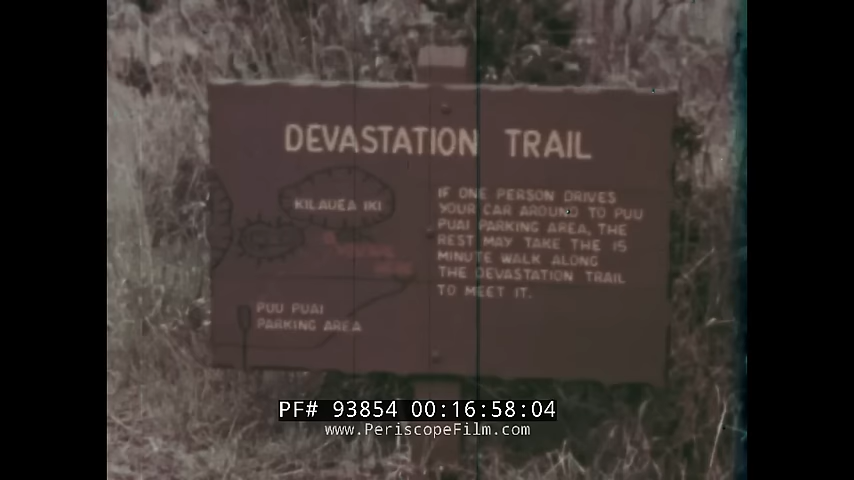 DEVASTATION TRAIL
KILAUEA IKI
IF ONE PERSON DRIVES
YOUR CAR AROUND TO PUU
PUAI PARKING AREA, THE
REST MAY TAKE THE 15
MINUTE WALK ALONG
THE DEVASTATION TRAIL
TO MEET IT.
PUU PUAI
PARKING AREA
PF# 93854 00:16:58:04
www.PeriscopeFilm.com